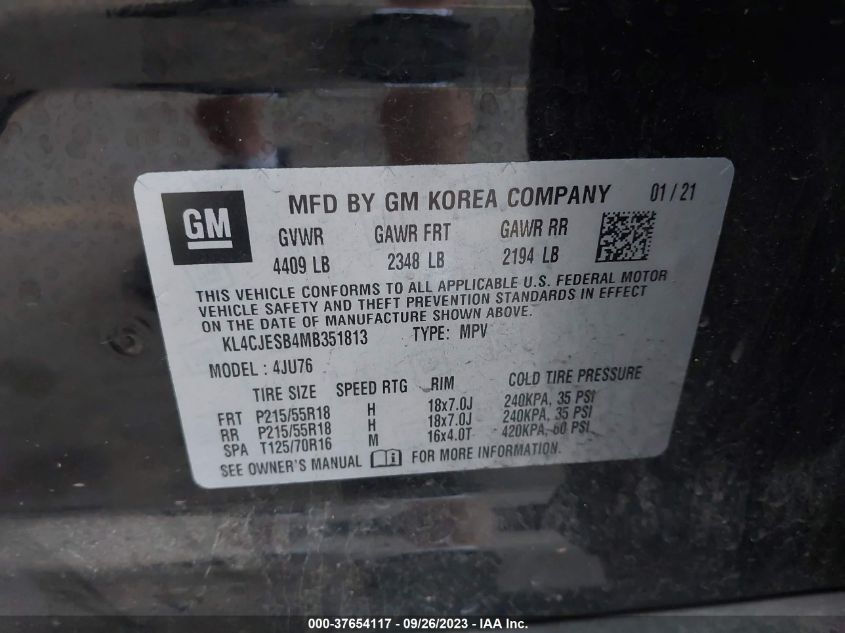 GM
MFD BY GM KOREA COMPANY 01 / 21
GVWR GAWR FRT GAWR RR
4409 LB 2348 LB 2194 LB
THIS VEHICLE CONFORMS TO ALL APPLICABLE U.S. FEDERAL MOTOR
VEHICLE SAFETY AND THEFT PREVENTION STANDARDS IN EFFECT
ON THE DATE OF MANUFACTURE SHOWN ABOVE.
KL4CJESB4MB351813 TYPE: MPV
MODEL : 4JU76
TIRE SIZE SPEED RTG RIM COLD TIRE PRESSURE
FRT P215/55R18 H 18x7.0J 240KPA, 35 PSI
RR P215/55R18 H 18x7.0J 240KPA, 35 PSI
SPA T125/70R16 M 16x4.0T 420KPA, 60 PSI
SEE OWNER'S MANUAL FOR MORE INFORMATION.
000-37654117 - 09/26/2023 - IAA Inc.